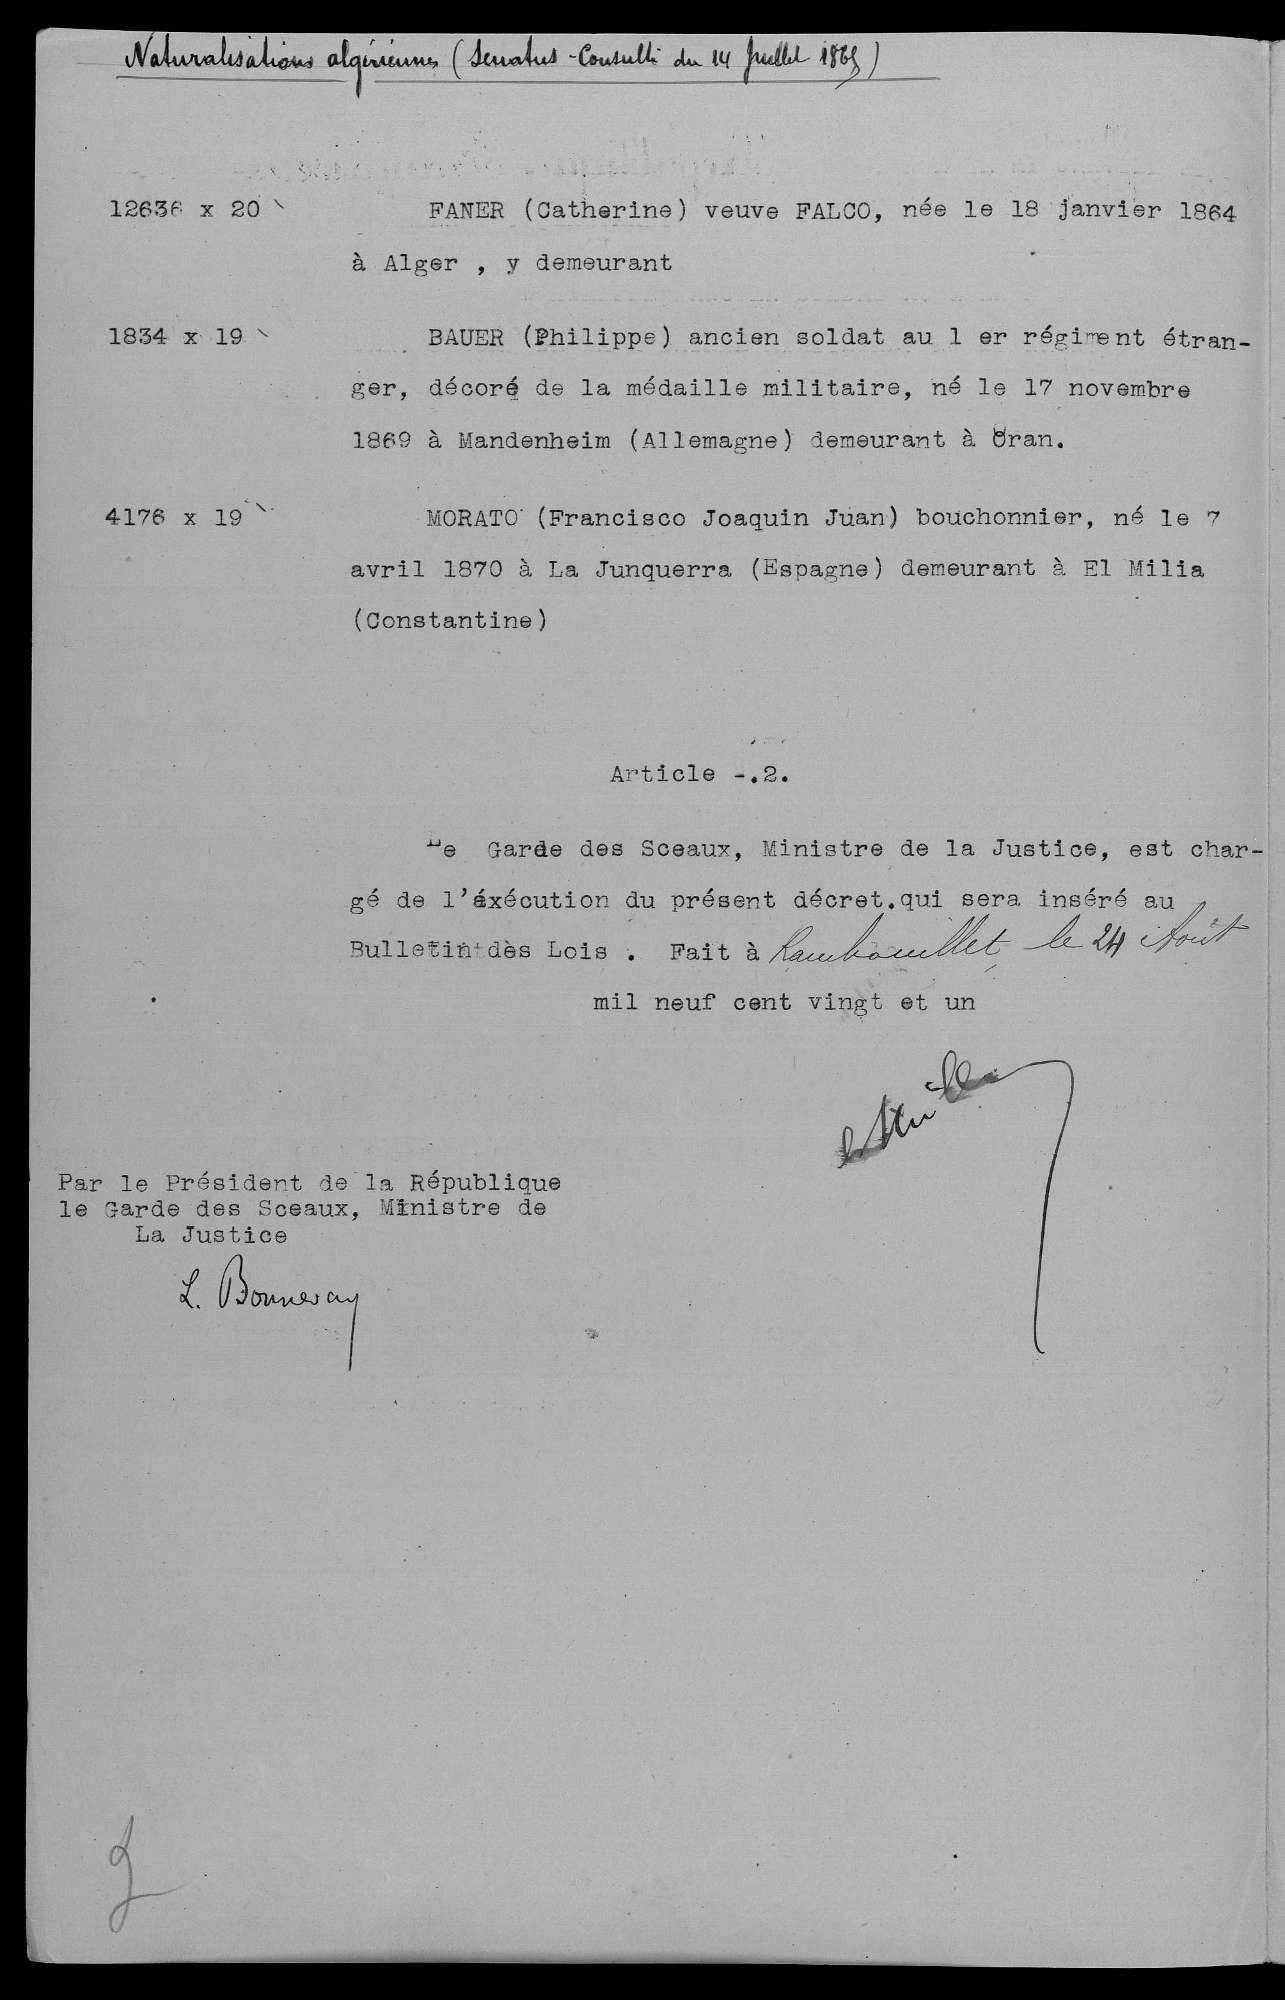 Naturalisations algériennes (Senatus-Consulte du 14 Juillet 1865)
12636 x 20 FANER (Catherine) veuve FALCO, née le 18 janvier 1864
à Alger , y demeurant
1834 x 19 BAUER (Philippe) ancien soldat au 1 er régiment étran-
ger, décoré de la médaille militaire, né le 17 novembre
1869 à Mandenheim (Allemagne) demeurant à Oran.
4176 x 19 MORATO (Francisco Joaquin Juan) bouchonnier, né le 7
avril 1870 à La Junquerra (Espagne) demeurant à El Milia
(Constantine)
Article -.2.
Le Garde des Sceaux, Ministre de la Justice, est char-
gé de l'éxécution du présent décret.qui sera inséré au
Bulletin dès Lois . Fait à Rambouillet le 24 Août
mil neuf cent vingt et un
Par le Président de la République
le Garde des Sceaux, Ministre de
La Justice
L. Bonnevay